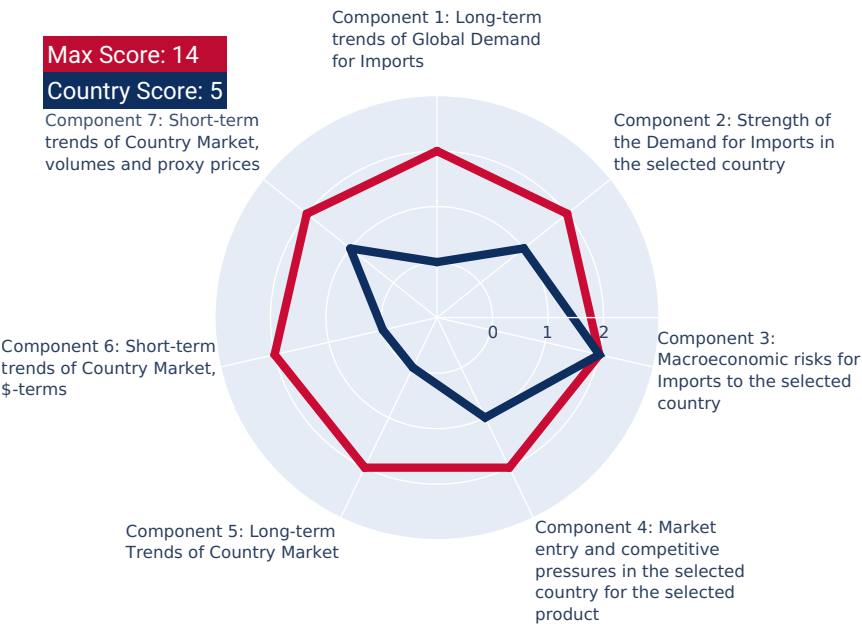 Component 1: Long-term
trends of Global Demand
for Imports
Max Score: 14
Country Score: 5
Component 7: Short-term
trends of Country Market,
volumes and proxy prices
Component 2: Strength of
the Demand for Imports in
the selected country
0 1 2
Component 3:
Macroeconomic risks for
Imports to the selected
country
Component 6: Short-term
trends of Country Market,
$-terms
Component 5: Long-term
Trends of Country Market
Component 4: Market
entry and competitive
pressures in the selected
country for the selected
product